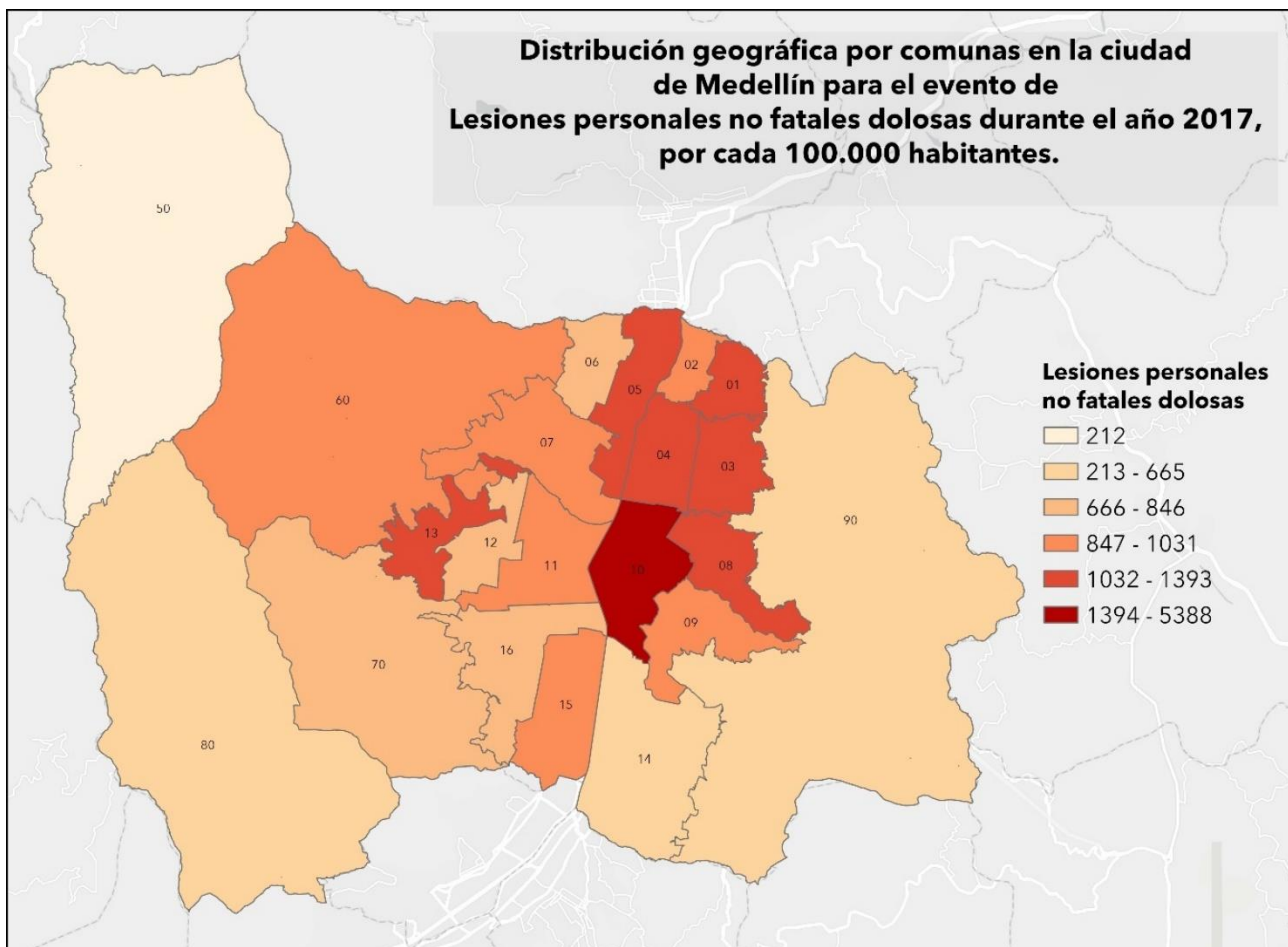 Distribución geográfica por comunas en la ciudad
de Medellín para el evento de
Lesiones personales no fatales dolosas durante el año 2017,
por cada 100.000 habitantes.
50
60
06
02
01
05
07
04
03
90
13
12
11
10
08
09
16
70
15
80
14
Lesiones personales
no fatales dolosas
212
213 - 665
666 - 846
847 - 1031
1032 - 1393
1394 - 5388